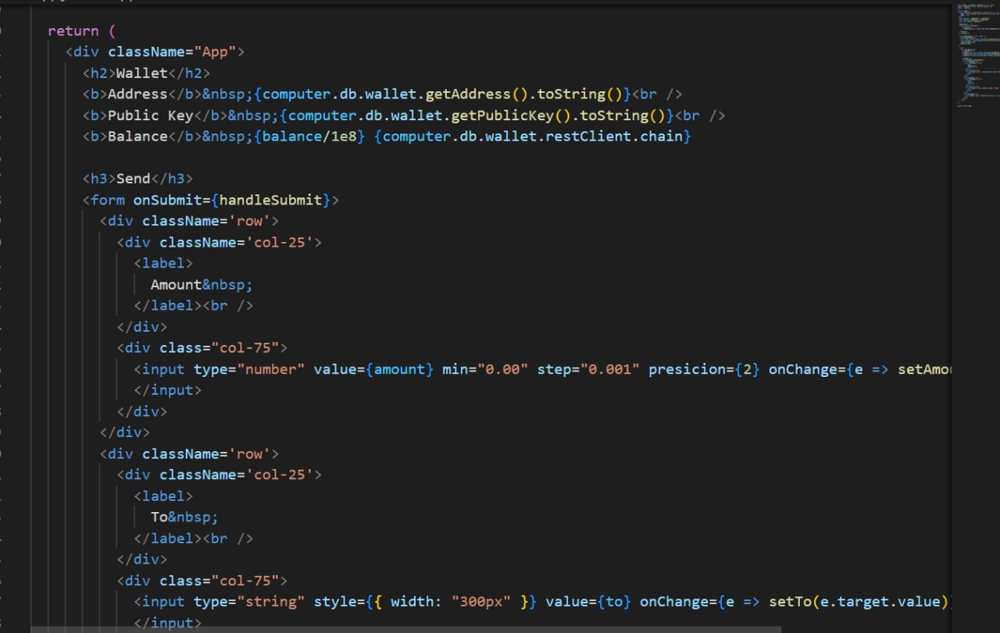 return (
<div className="App">
<h2>Wallet</h2>
<b>Address</b>&nbsp;{computer.db.wallet.getAddress().toString()}<br />
<b>Public Key</b>&nbsp;{computer.db.wallet.getPublicKey().toString()}<br />
<b>Balance</b>&nbsp;{balance/1e8} {computer.db.wallet.restClient.chain}
<h3>Send</h3>
<form onSubmit={handleSubmit}>
<div className='row'>
<div className='col-25'>
<label>
Amount&nbsp;
</label><br />
</div>
<div class="col-75">
<input type="number" value={amount} min="0.00" step="0.001" presicion={2} onChange={e => setAmou
</input>
</div>
</div>
<div className='row'>
<div className='col-25'>
<label>
To&nbsp;
</label><br />
</div>
<div class="col-75">
<input type="string" style={{ width: "300px" }} value={to} onChange={e => setTo(e.target.value)
</input>